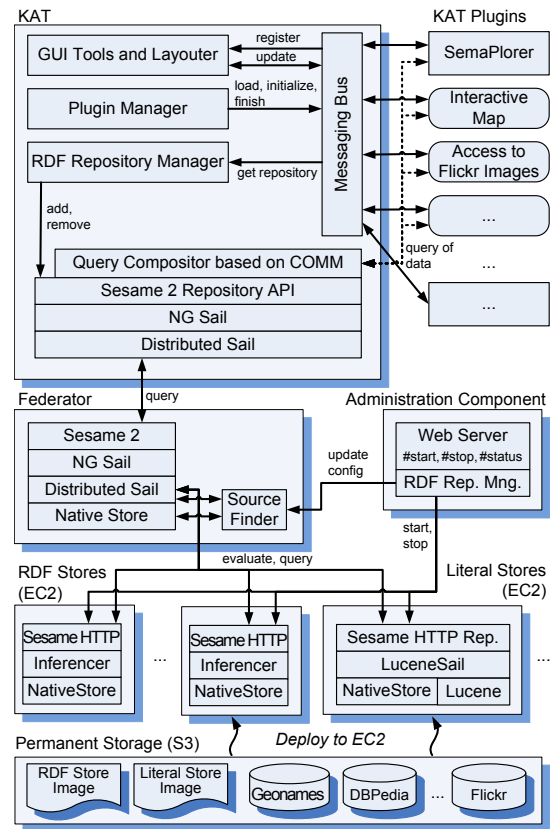 KAT
KAT Plugins
GUI Tools and Layouter
register
update
SemaPlorer
Plugin Manager
load, initialize,
finish
Messaging Bus
Interactive
Map
RDF Repository Manager
get repository
Access to
Flickr Images
add,
remove
...
query of
data
...
Query Compositor based on COMM
Sesame 2 Repository API
...
NG Sail
Distributed Sail
query
Federator
Administration Component
Sesame 2
NG Sail
Distributed Sail
Native Store
Source
Finder
update
config
Web Server
#start, #stop, #status
RDF Rep. Mng.
start,
stop
evaluate, query
RDF Stores
(EC2)
Literal Stores
(EC2)
Sesame HTTP
Inferencer
NativeStore
...
Sesame HTTP
Inferencer
NativeStore
Sesame HTTP Rep.
LuceneSail
NativeStore
Lucene
...
Permanent Storage (S3)
Deploy to EC2
RDF Store
Image
Literal Store
Image
Geonames
DBPedia
...
Flickr